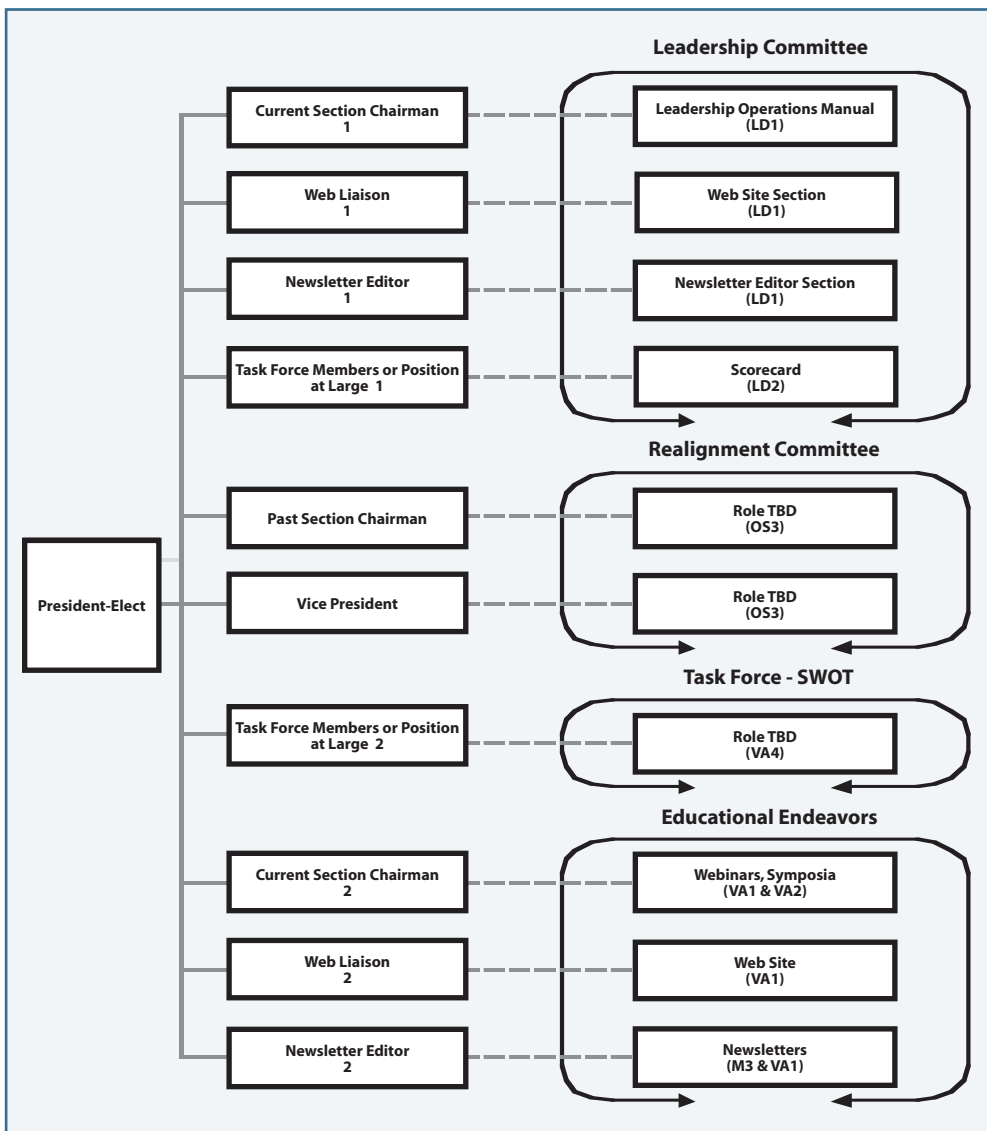 Leadership Committee
Current Section Chairman
1
Leadership Operations Manual
(LD1)
Web Liaison
1
Web Site Section
(LD1)
Newsletter Editor
1
Newsletter Editor Section
(LD1)
Task Force Members or Position
at Large 1
Scorecard
(LD2)
Realignment Committee
Past Section Chairman
Role TBD
(OS3)
President-Elect
Vice President
Role TBD
(OS3)
Task Force - SWOT
Task Force Members or Position
at Large 2
Role TBD
(VA4)
Educational Endeavors
Current Section Chairman
2
Webinars, Symposia
(VA1 & VA2)
Web Liaison
2
Web Site
(VA1)
Newsletter Editor
2
Newsletters
(M3 & VA1)